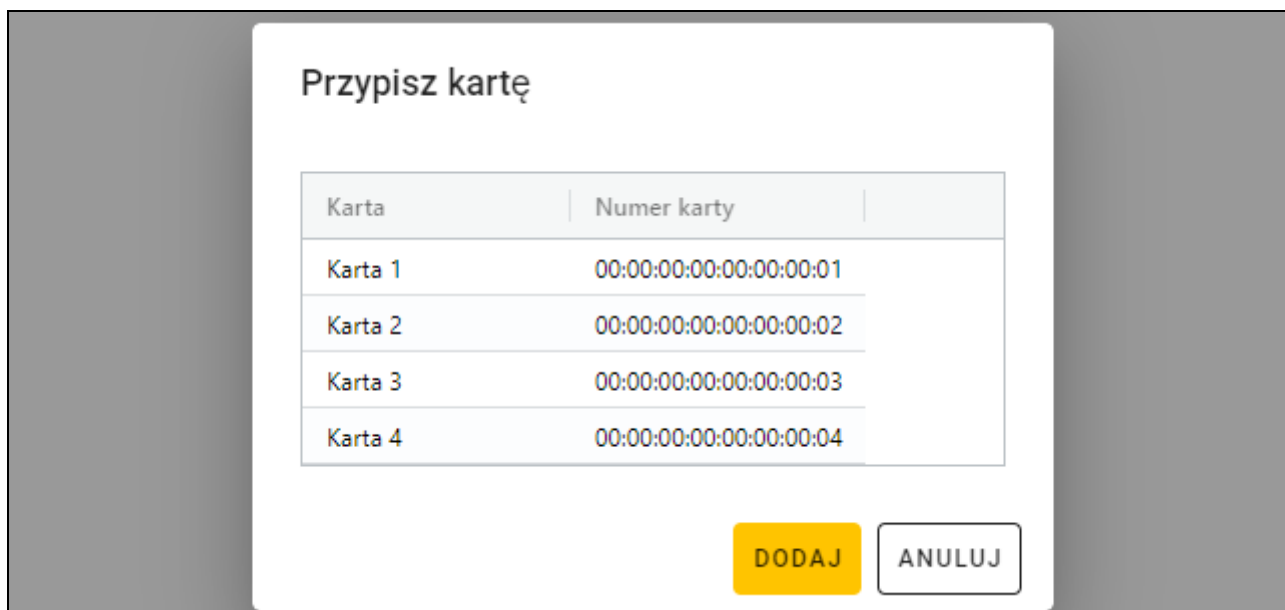 Przypisz kartę
Karta Numer karty
Karta 1 00:00:00:00:00:00:00:01
Karta 2 00:00:00:00:00:00:00:02
Karta 3 00:00:00:00:00:00:00:03
Karta 4 00:00:00:00:00:00:00:04
DODAJ ANULUJ